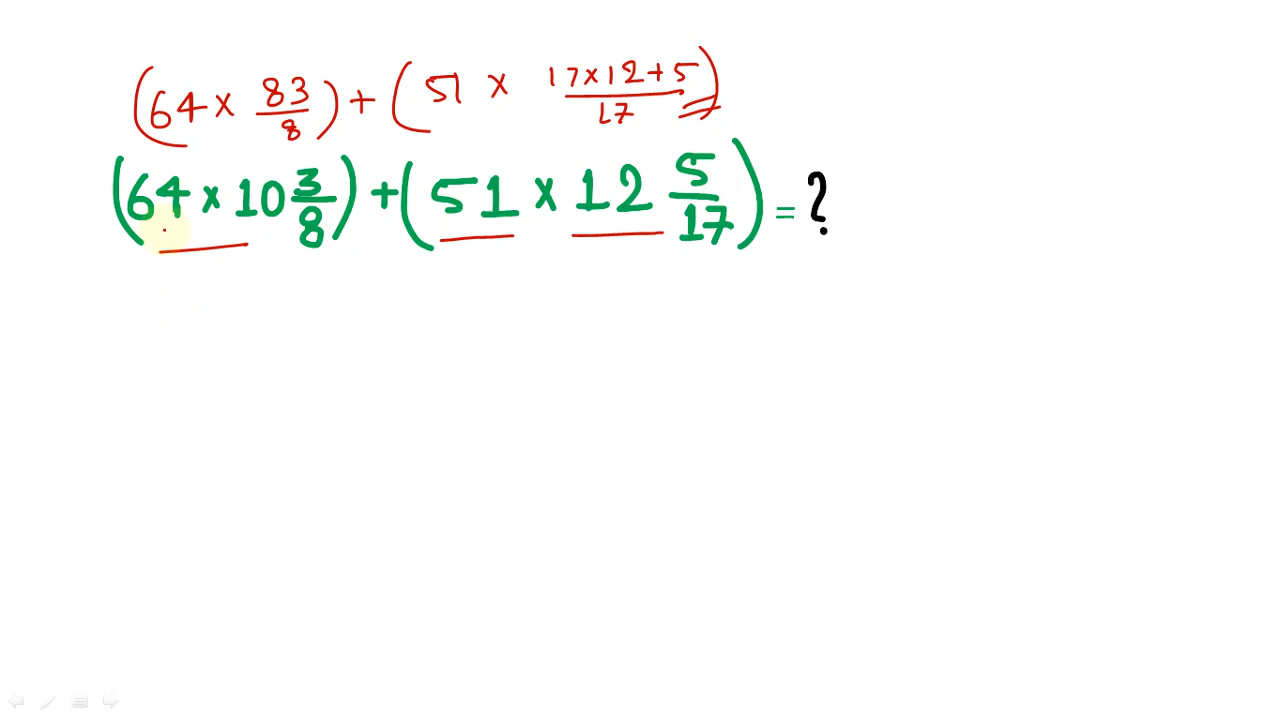 (64 × 83/8) + (51 × 17×12+5/17)
(64 × 10 3/8) + (51 × 12 5/17) = ?